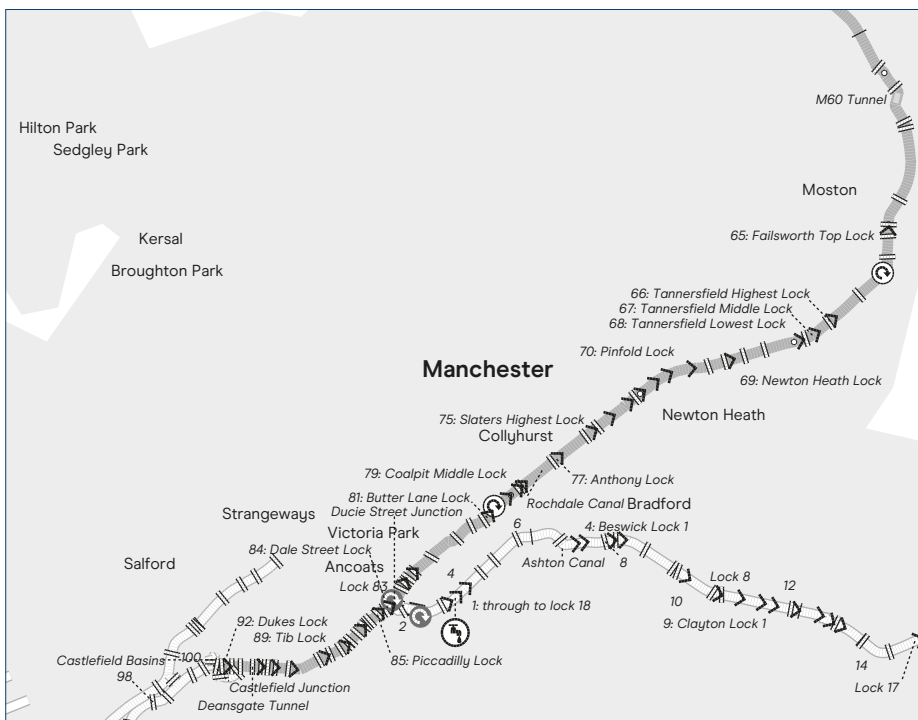 M60 Tunnel
Hilton Park
Sedgley Park
Moston
Kersal
65: Failsworth Top Lock
Broughton Park
66: Tannersfield Highest Lock
67: Tannersfield Middle Lock
68: Tannersfield Lowest Lock
70: Pinfold Lock
Manchester
69: Newton Heath Lock
75: Slaters Highest Lock
Newton Heath
Collyhurst
79: Coalpit Middle Lock
77: Anthony Lock
81: Butter Lane Lock
Rochdale Canal
Bradford
Ducie Street Junction
Strangeways
Victoria Park
6
4: Beswick Lock 1
84: Dale Street Lock
Salford
Ancoats
Ashton Canal
8
Lock 83
4
Lock 8
12
10
1: through to lock 18
92: Dukes Lock
2
9: Clayton Lock 1
89: Tib Lock
Castlefield Basins
100
85: Piccadilly Lock
14
98
Castlefield Junction
Lock 17
Deansgate Tunnel